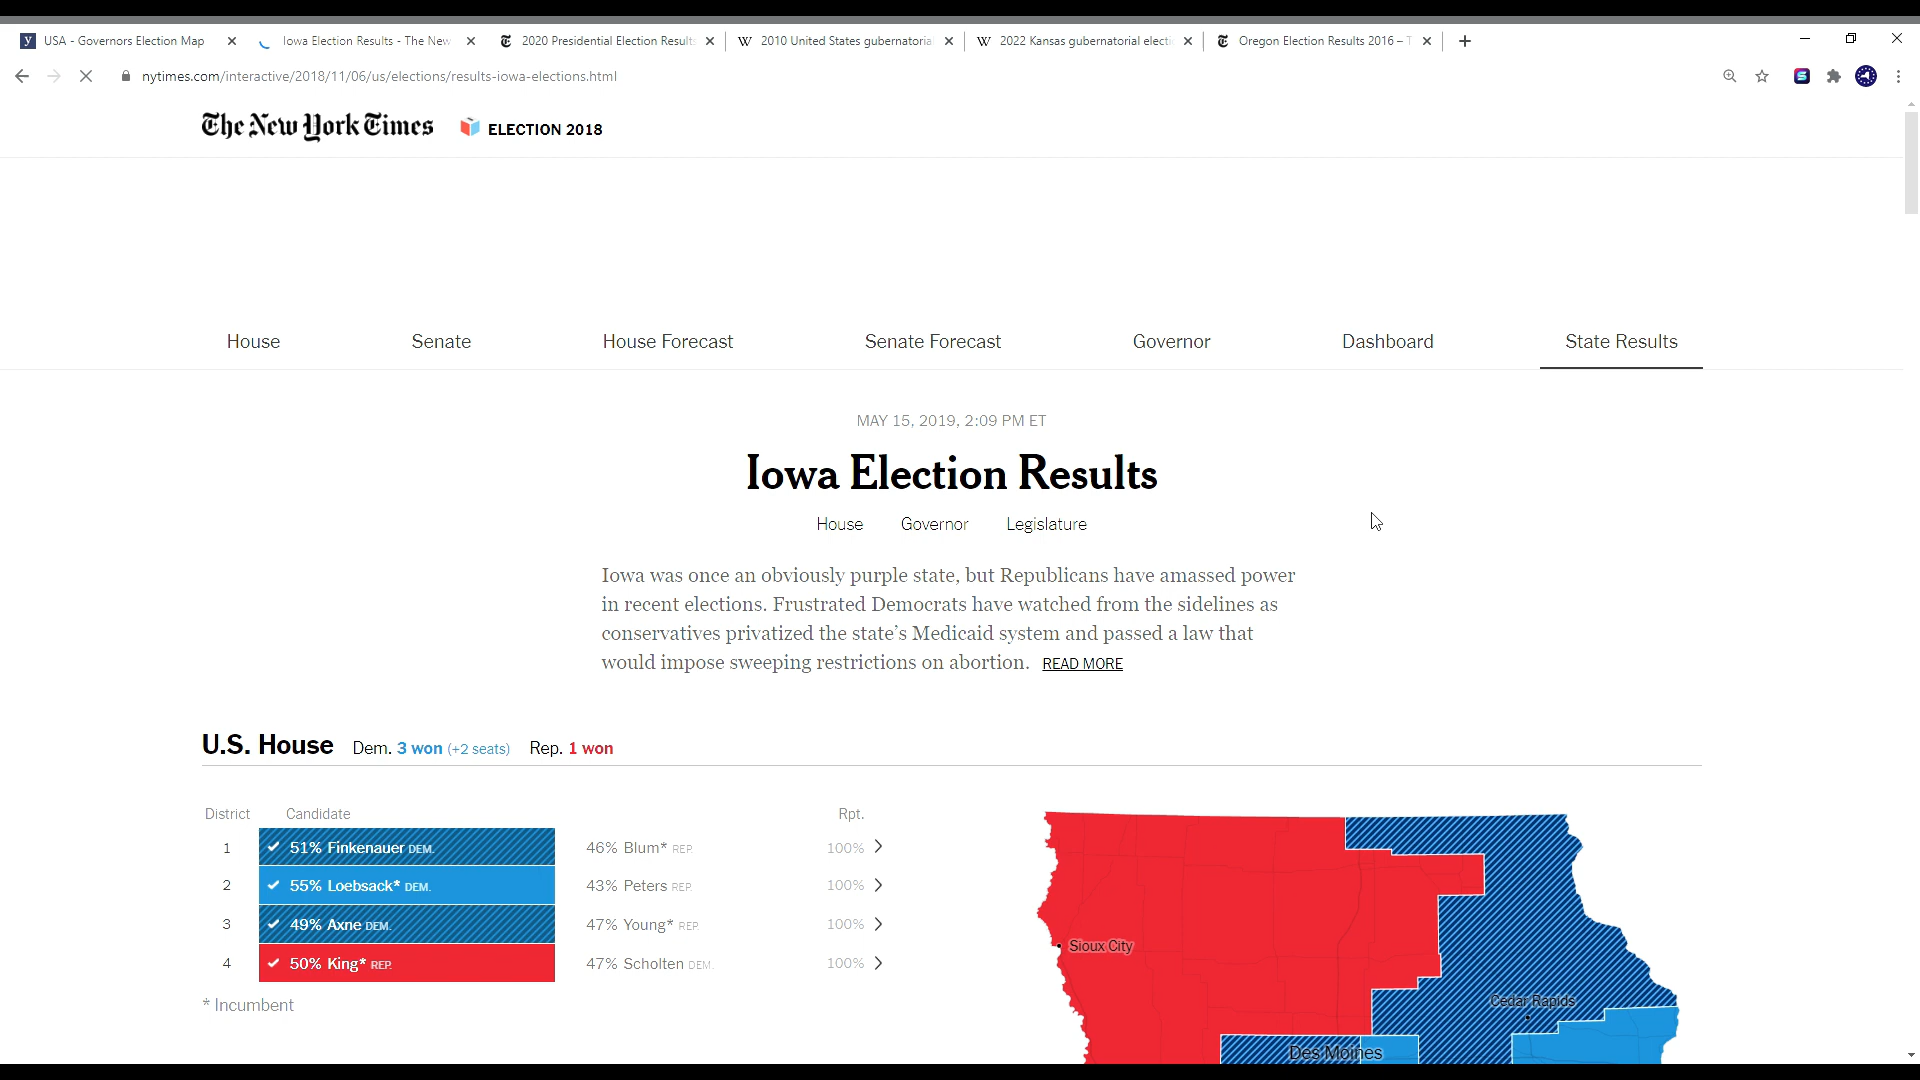 USA - Governors Election Map
Iowa Election Results - The New
2020 Presidential Election Results
2010 United States gubernatorial
2022 Kansas gubernatorial electi
Oregon Election Results 2016 – T
nytimes.com/interactive/2018/11/06/us/elections/results-iowa-elections.html
The New York Times
ELECTION 2018
House Senate House Forecast Senate Forecast Governor Dashboard State Results
MAY 15, 2019, 2:09 PM ET
Iowa Election Results
House Governor Legislature
Iowa was once an obviously purple state, but Republicans have amassed power
in recent elections. Frustrated Democrats have watched from the sidelines as
conservatives privatized the state’s Medicaid system and passed a law that
would impose sweeping restrictions on abortion. READ MORE
U.S. House Dem. 3 won (+2 seats) Rep. 1 won
District Candidate Rpt.
1 51% Finkenauer DEM. 46% Blum* REP. 100%
2 55% Loebsack* DEM. 43% Peters REP. 100%
3 49% Axne DEM. 47% Young* REP. 100%
4 50% King* REP. 47% Scholten DEM. 100%
* Incumbent
Sioux City
Cedar Rapids
Des Moines